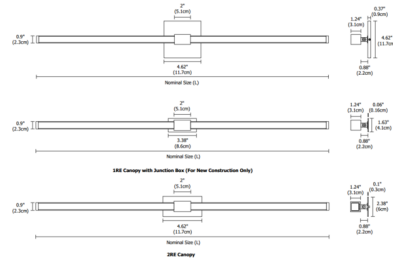 2"
(5.1cm)
0.9"
(2.3cm)
4.62"
(11.7cm)
Nominal Size (L)
0.37"
(0.9cm)
1.24"
(3.1cm)
4.62"
(11.7cm)
0.88"
(2.2cm)
2"
(5.1cm)
0.9"
(2.3cm)
3.38"
(8.6cm)
Nominal Size (L)
1.24"
(3.1cm)
0.06"
(0.16cm)
1.63"
(4.1cm)
0.88"
(2.2cm)
1RE Canopy with Junction Box (For New Construction Only)
2"
(5.1cm)
0.9"
(2.3cm)
4.62"
(11.7cm)
Nominal Size (L)
1.24"
(3.1cm)
0.1"
(0.3cm)
2.38"
(6cm)
0.88"
(2.2cm)
2RE Canopy